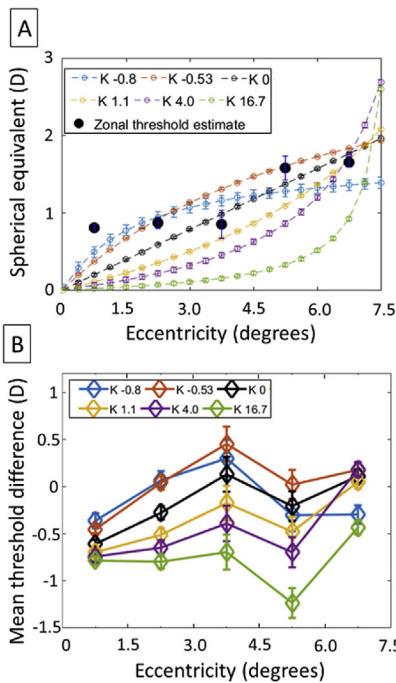 A
Spherical equivalent (D)
3
2
1
0
K -0.8 K -0.53 K 0
K 1.1 K 4.0 K 16.7
Zonal threshold estimate
0 1.5 3.0 4.5 6.0 7.5
Eccentricity (degrees)
B
Mean threshold difference (D)
1
0.5
0
-0.5
-1
-1.5
K -0.8 K -0.53 K 0
K 1.1 K 4.0 K 16.7
0.0 1.5 3.0 4.5 6.0 7.5
Eccentricity (degrees)